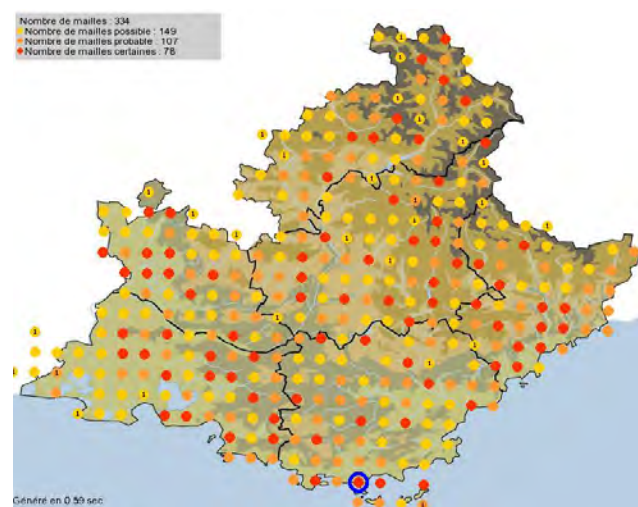 Nombre de mailles : 334
Nombre de mailles possible : 149
Nombre de mailles probable : 107
Nombre de mailles certaines : 78
Généré en 0.59 sec